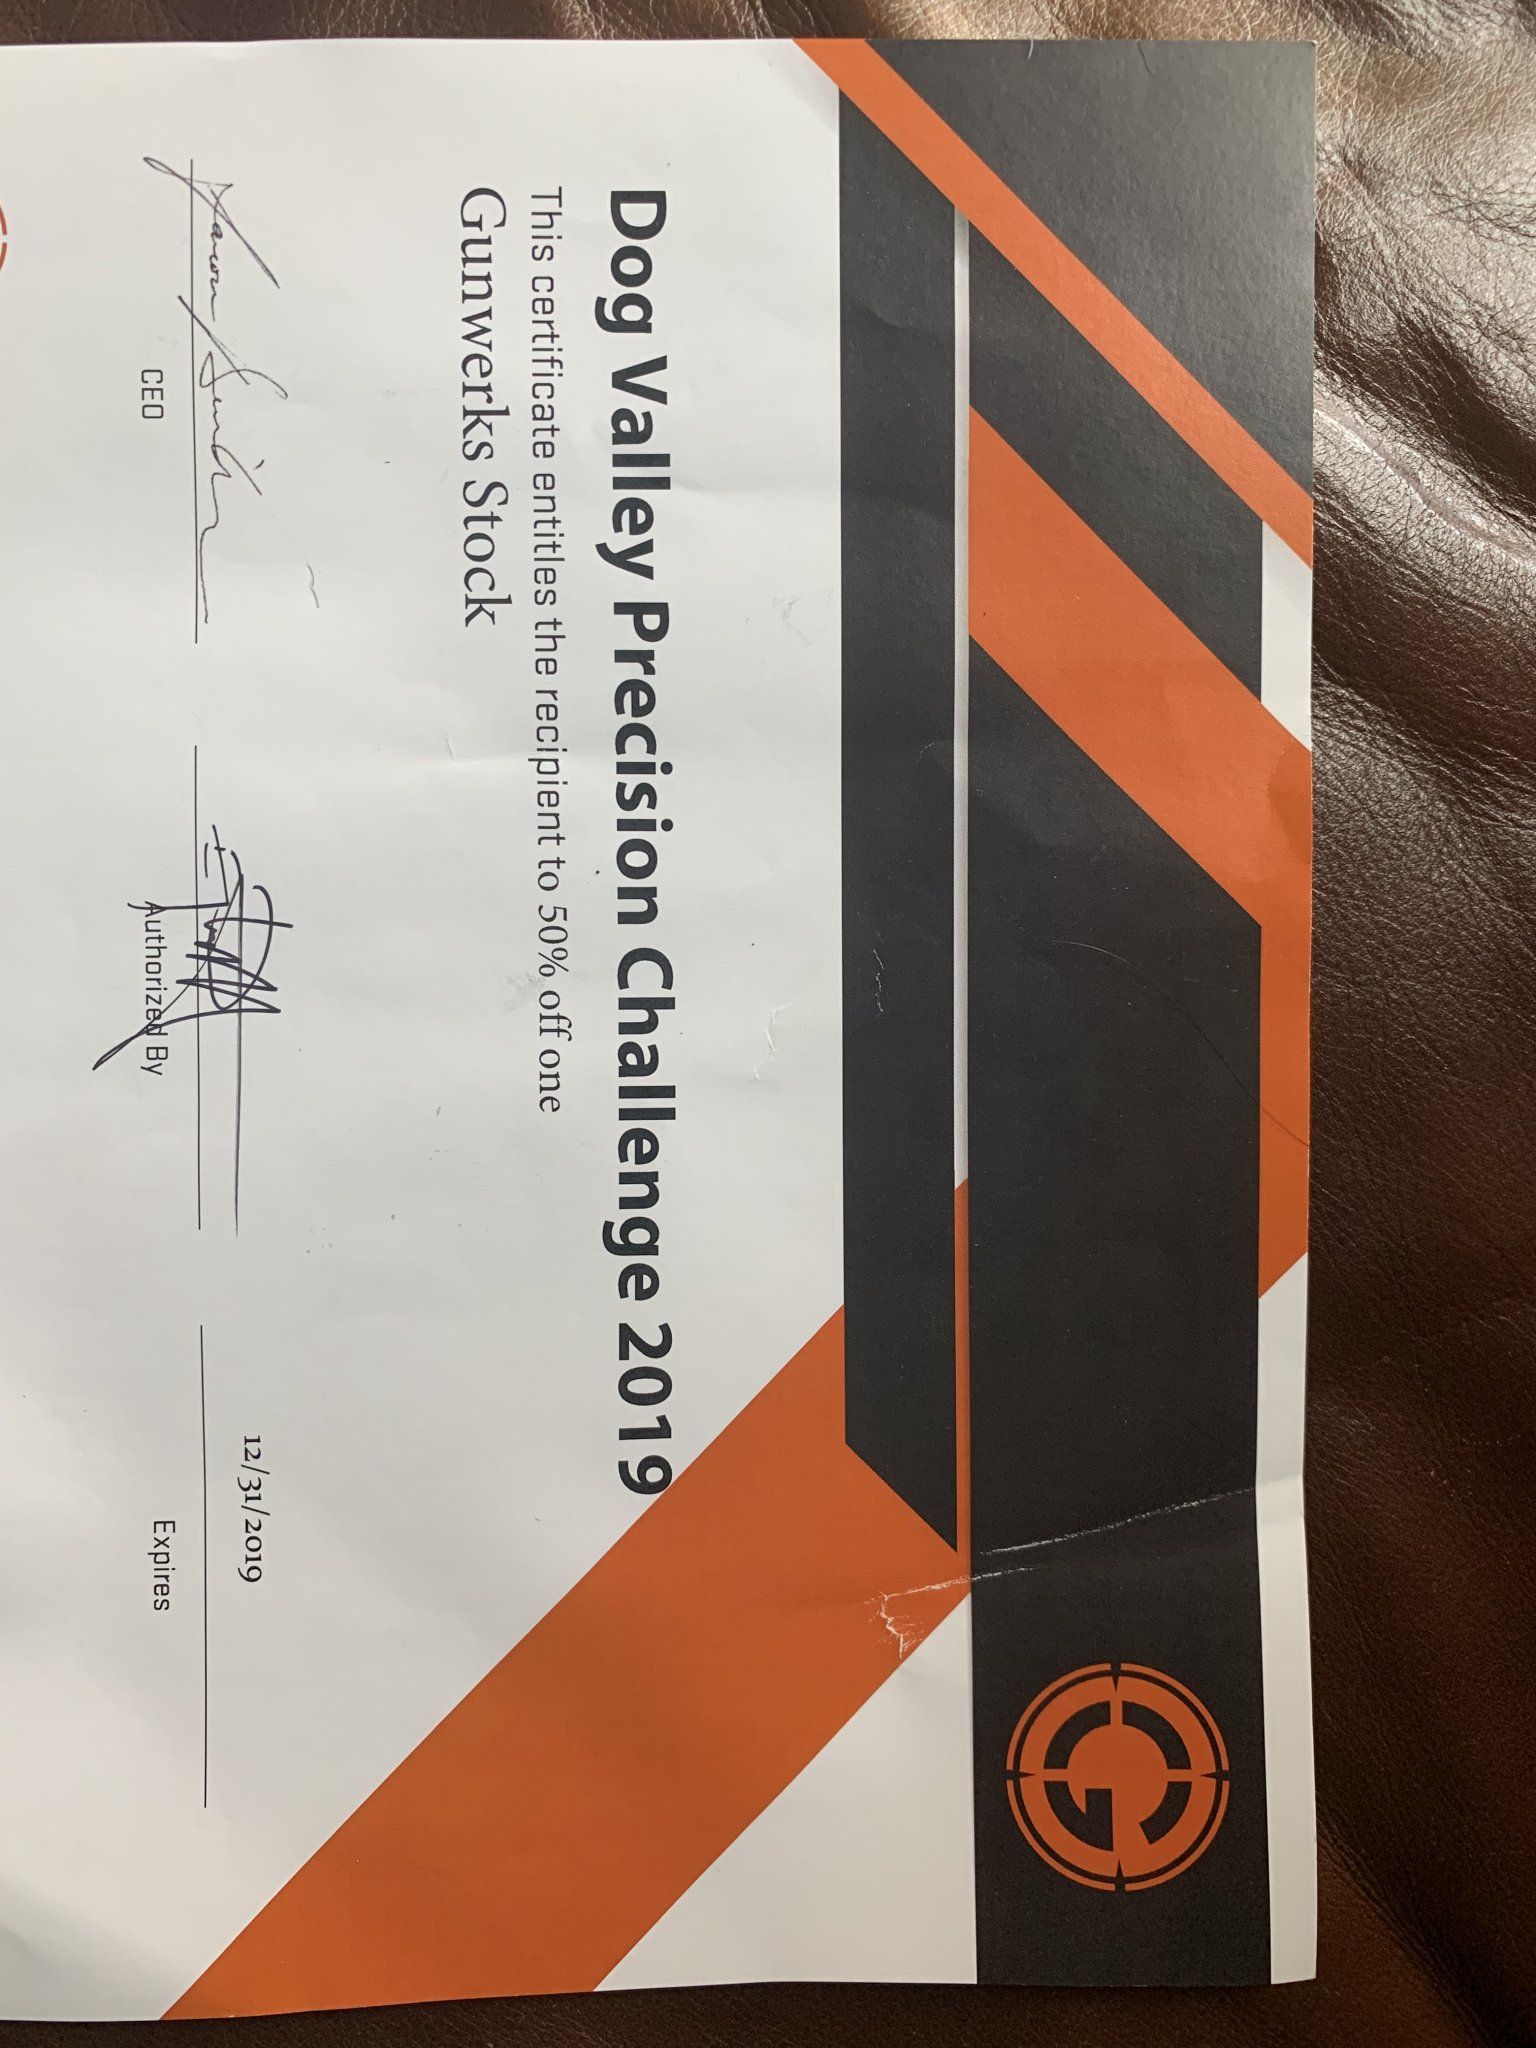 Dog Valley Precision Challenge 2019
This certificate entitles the recipient to 50% off one
Gunwerks Stock
12/31/2019
CEO
Authorized By
Expires